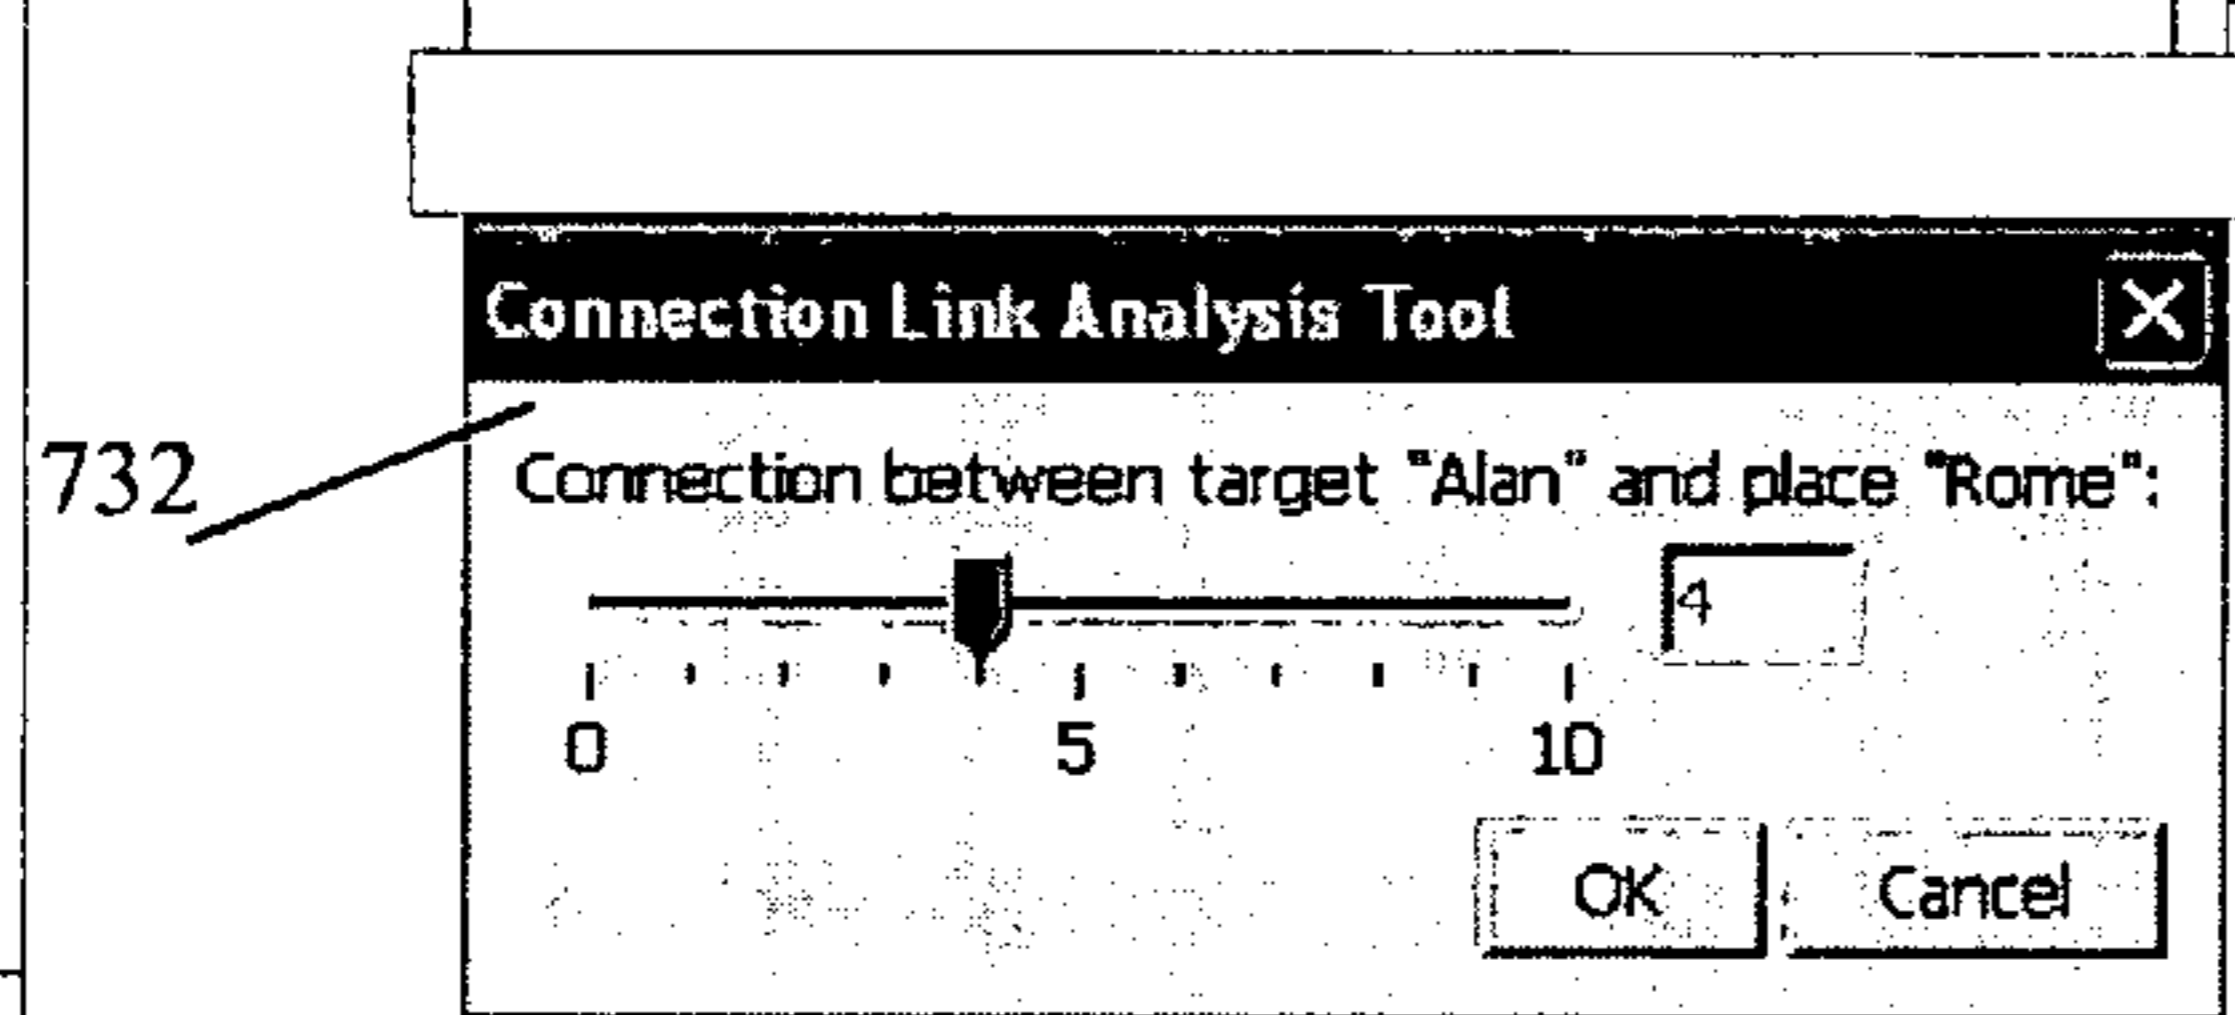 Connection Link Analysis Tool
732
Connection between target "Alan" and place "Rome":
4
0 5 10
OK Cancel